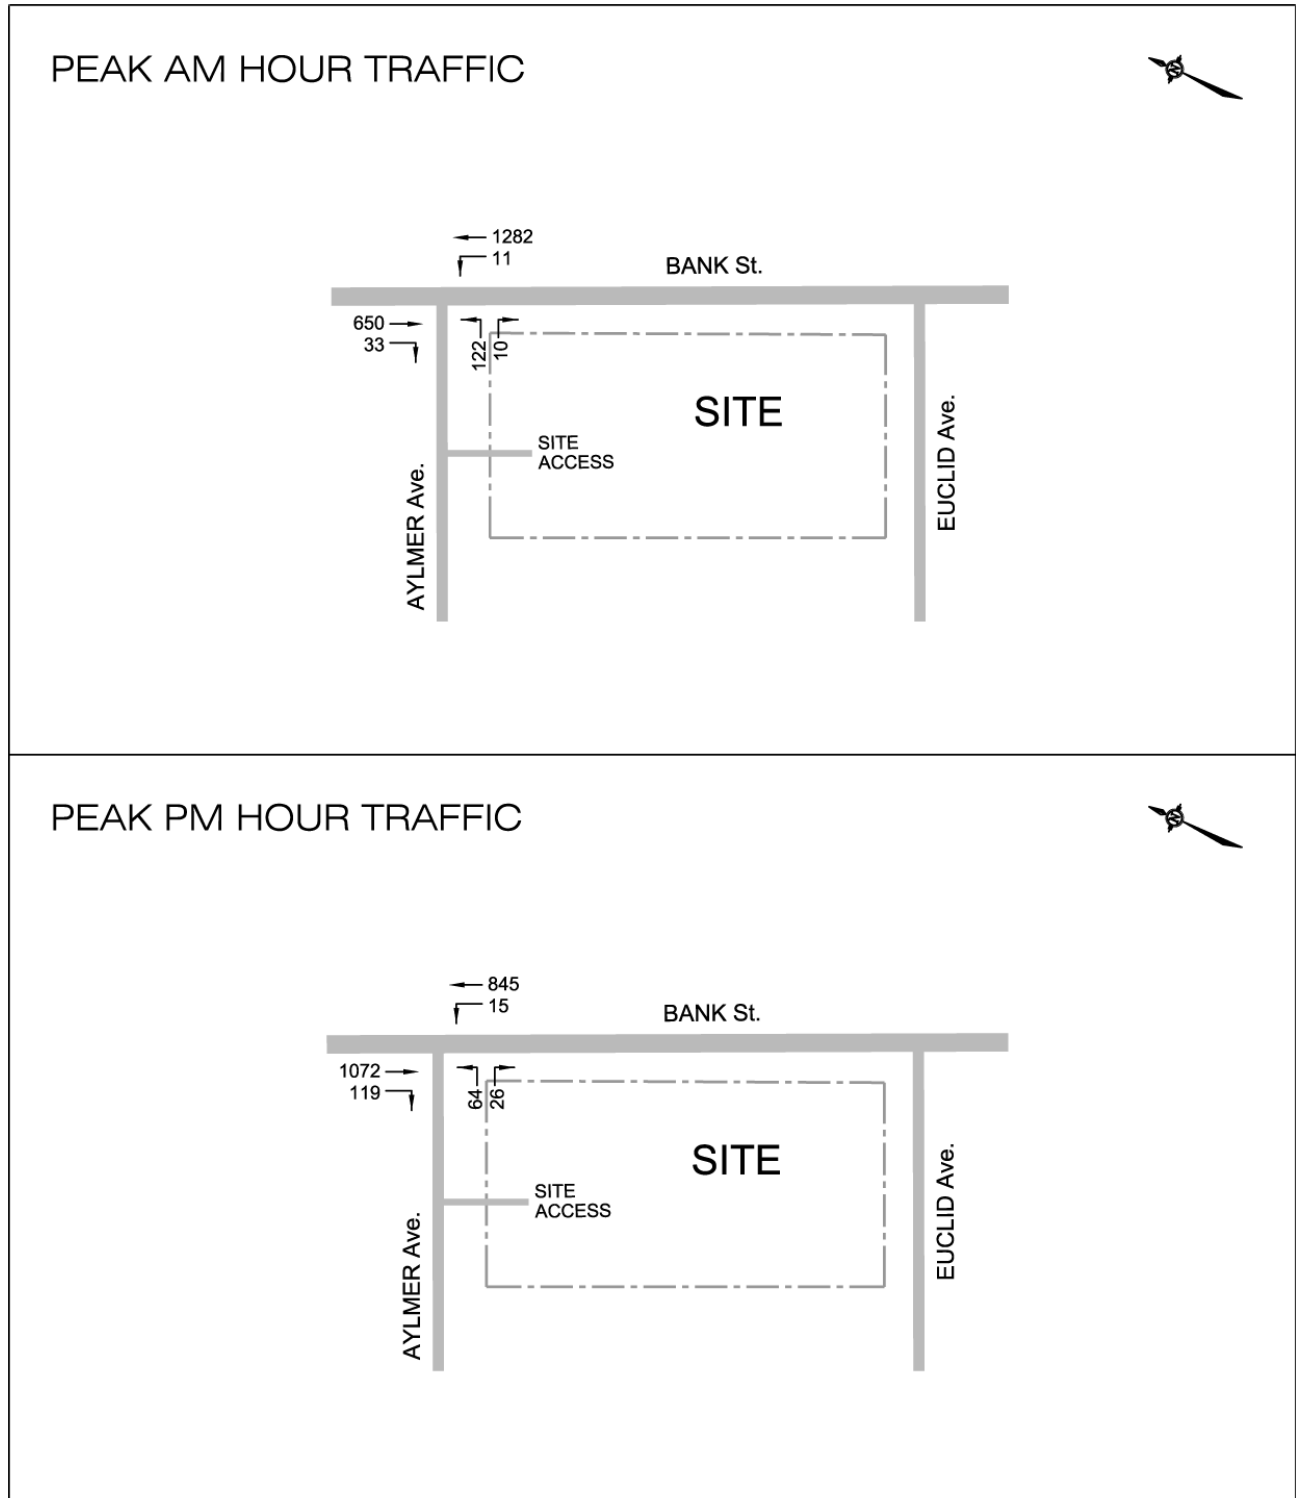 PEAK AM HOUR TRAFFIC
N
1282
11
BANK St.
650
33
122
10
SITE
SITE
ACCESS
AYLMER Ave.
EUCLID Ave.
PEAK PM HOUR TRAFFIC
N
845
15
BANK St.
1072
119
64
26
SITE
SITE
ACCESS
AYLMER Ave.
EUCLID Ave.